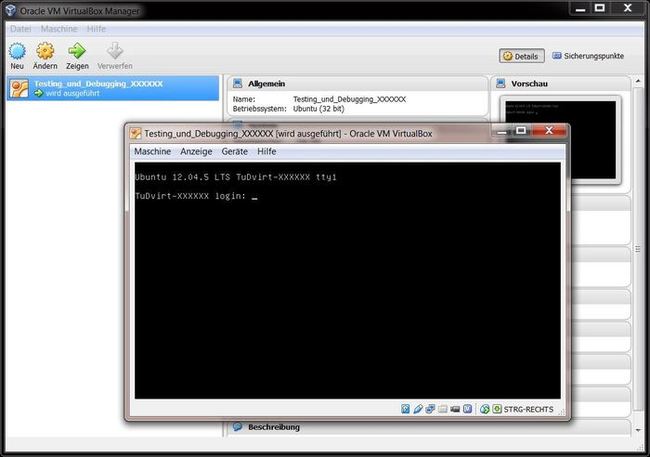 Oracle VM VirtualBox Manager
Datei Maschine Hilfe
Neu Ändern Zeigen Verwerfen
Details Sicherungspunkte
Testing_und_Debugging_XXXXXX
wird ausgeführt
Allgemein
Name: Testing_und_Debugging_XXXXXX
Betriebssystem: Ubuntu (32 bit)
Vorschau
Testing_und_Debugging_XXXXXX [wird ausgeführt] - Oracle VM VirtualBox
Maschine Anzeige Geräte Hilfe
Ubuntu 12.04.5 LTS TuDvirt-XXXXXX tty1
TuDvirt-XXXXXX login: _
STRG-RECHTS
Beschreibung